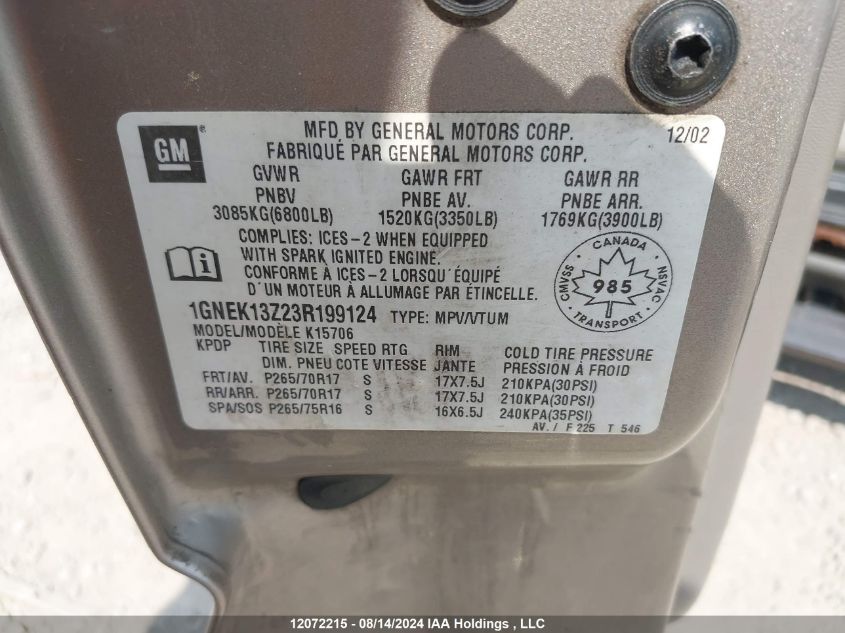 GM ®
MFD BY GENERAL MOTORS CORP. 12/02
FABRIQUÉ PAR GENERAL MOTORS CORP.
GVWR GAWR FRT GAWR RR
PNBV PNBE AV. PNBE ARR.
3085KG(6800LB) 1520KG(3350LB) 1769KG(3900LB)
COMPLIES: ICES-2 WHEN EQUIPPED
WITH SPARK IGNITED ENGINE.
CONFORME À ICES-2 LORSQU'ÉQUIPÉ
D'UN MOTEUR À ALLUMAGE PAR ÉTINCELLE.
CANADA
CMVSS 985 NSVAC
TRANSPORT
1GNEK13Z23R199124 TYPE: MPV/VTUM
MODEL/MODÈLE K15706
KPDP TIRE SIZE SPEED RTG RIM COLD TIRE PRESSURE
DIM. PNEU COTE VITESSE JANTE PRESSION À FROID
FRT/AV. P265/70R17 S 17X7.5J 210KPA(30PSI)
RR/ARR. P265/70R17 S 17X7.5J 210KPA(30PSI)
SPA/SOS P265/75R16 S 16X6.5J 240KPA(35PSI)
AV. / F 225 T 546
12072215 - 08/14/2024 IAA Holdings , LLC